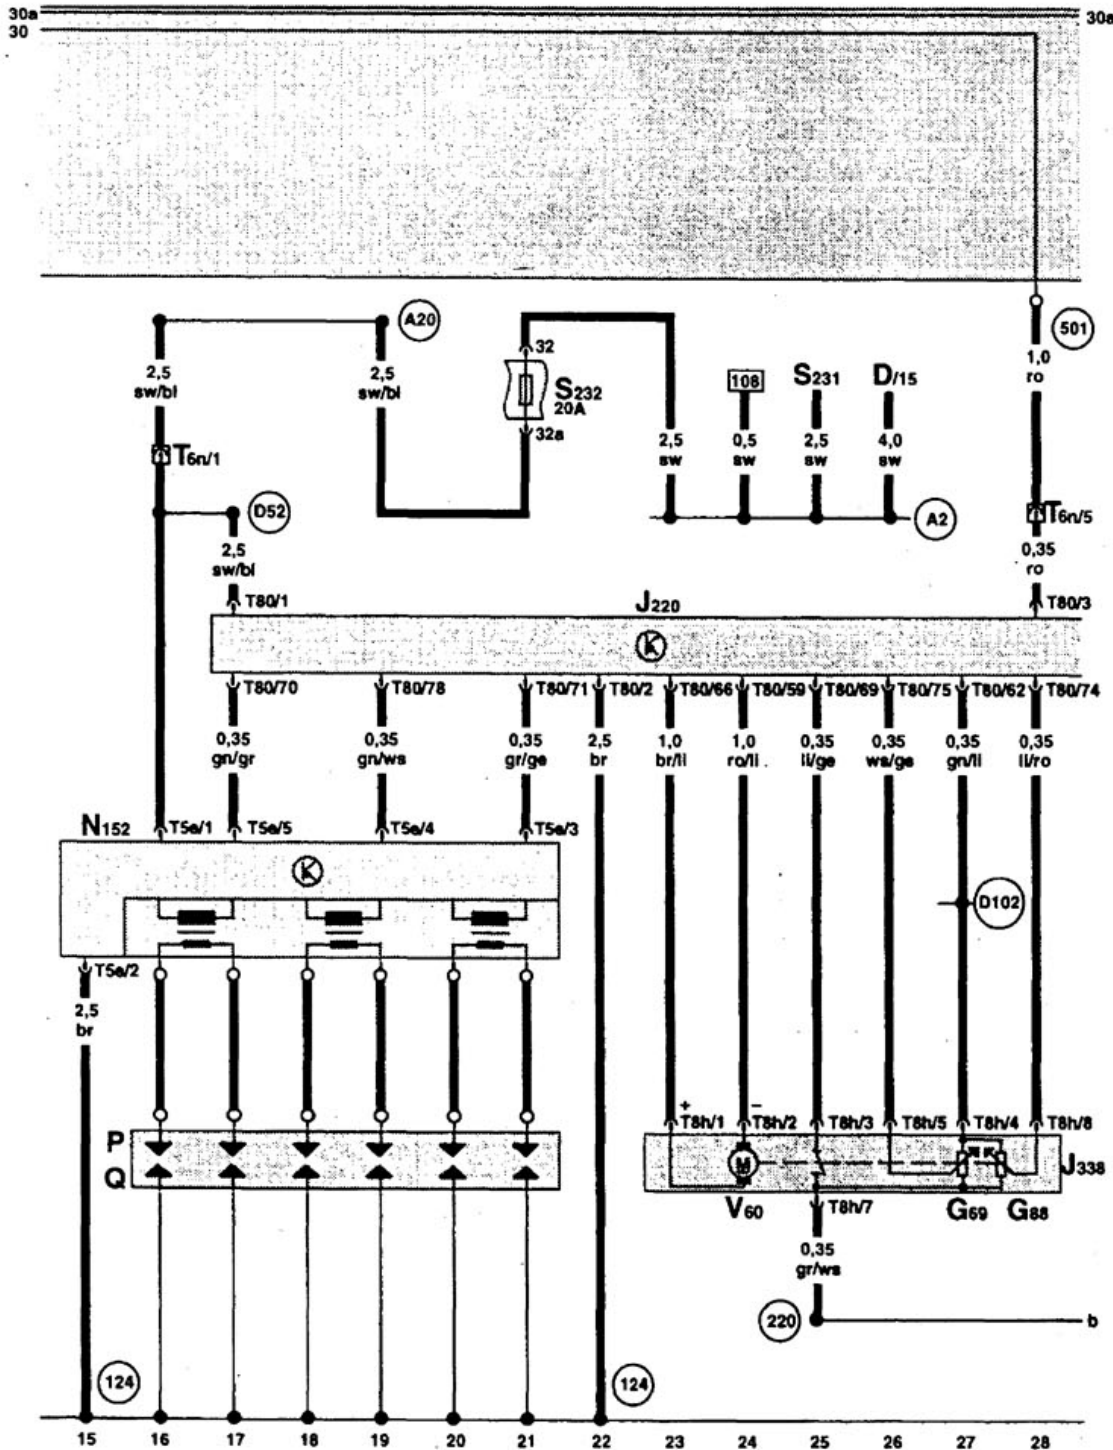 30a 30a
30
A20
501
32
2,5 2,5 S232 108 S231 D/15 1,0
sw/bl sw/bl 20A ro
32a
T6n/1 2,5 0,5 2,5 4,0
sw sw sw sw
D52 A2 T6n/5
2,5 0,35
sw/bl ro
T80/1 J220 T80/3
T80/70 T80/78 T80/71 T80/2 T80/66 T80/59 T80/69 T80/75 T80/62 T80/74
0,35 0,35 0,35 2,5 1,0 1,0 0,35 0,35 0,35 0,35
gn/gr gn/ws gr/ge br br/li ro/li li/ge ws/ge gn/li li/ro
N152 T5e/1 T5e/5 T5e/4 T5e/3
K
D102
T5e/2
2,5
br
+ –
T8h/1 T8h/2 T8h/3 T8h/5 T8h/4 T8h/8
P
Q M J338
V60 T8h/7 G69 G88
0,35
gr/ws
220 b
124 124
15 16 17 18 19 20 21 22 23 24 25 26 27 28